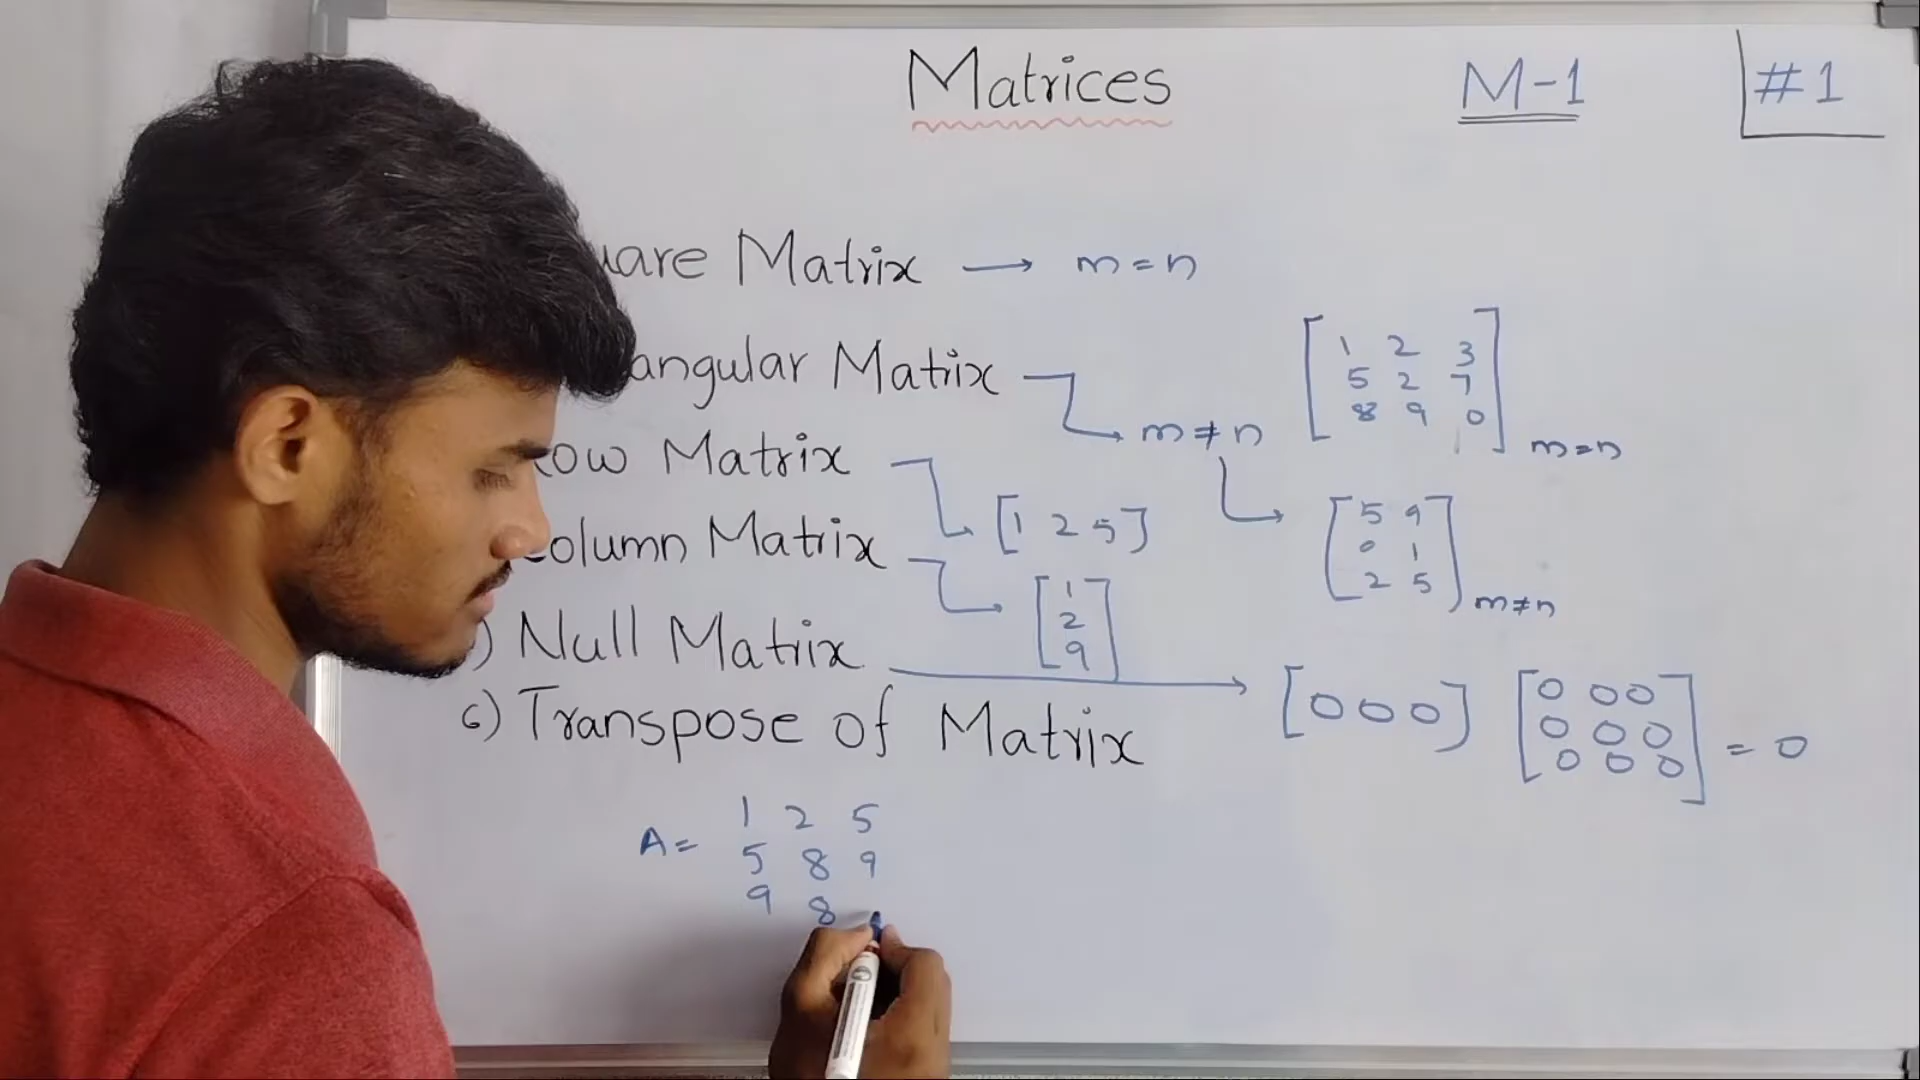 Matrices M-1 #1
uare Matrix → m = n
angular Matrix → m ≠ n
[1 2 3
5 2 7
8 9 0] m=n
ow Matrix → [1 2 5]
[5 9
0 1
2 5] m≠n
olumn Matrix → [1
2
9]
) Null Matrix → [0 0 0] [0 0 0
0 0 0
0 0 0] = 0
6) Transpose of Matrix
A = 1 2 5
5 8 9
9 8